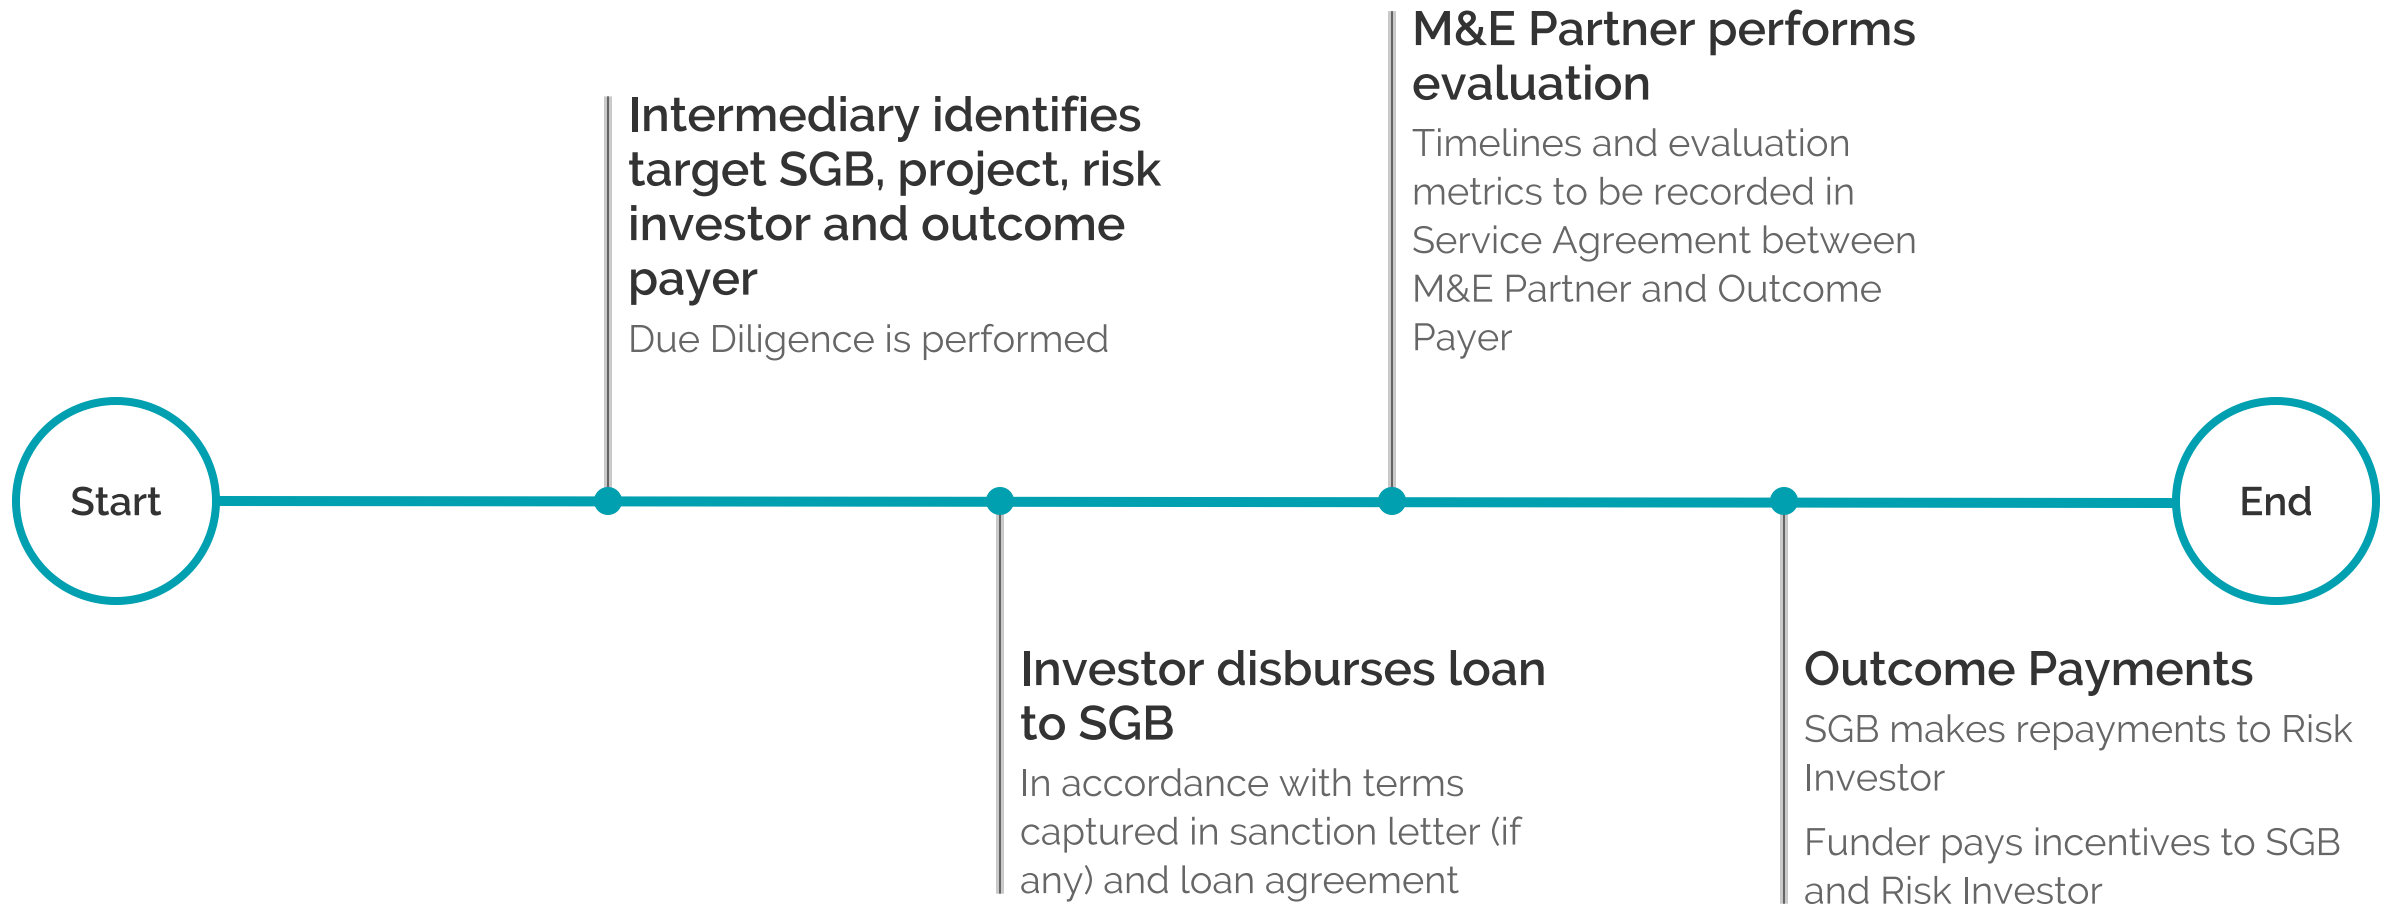 Start
Intermediary identifies
target SGB, project, risk
investor and outcome
payer
Due Diligence is performed
Investor disburses loan
to SGB
In accordance with terms
captured in sanction letter (if
any) and loan agreement
M&E Partner performs
evaluation
Timelines and evaluation
metrics to be recorded in
Service Agreement between
M&E Partner and Outcome
Payer
Outcome Payments
SGB makes repayments to Risk
Investor
Funder pays incentives to SGB
and Risk Investor
End